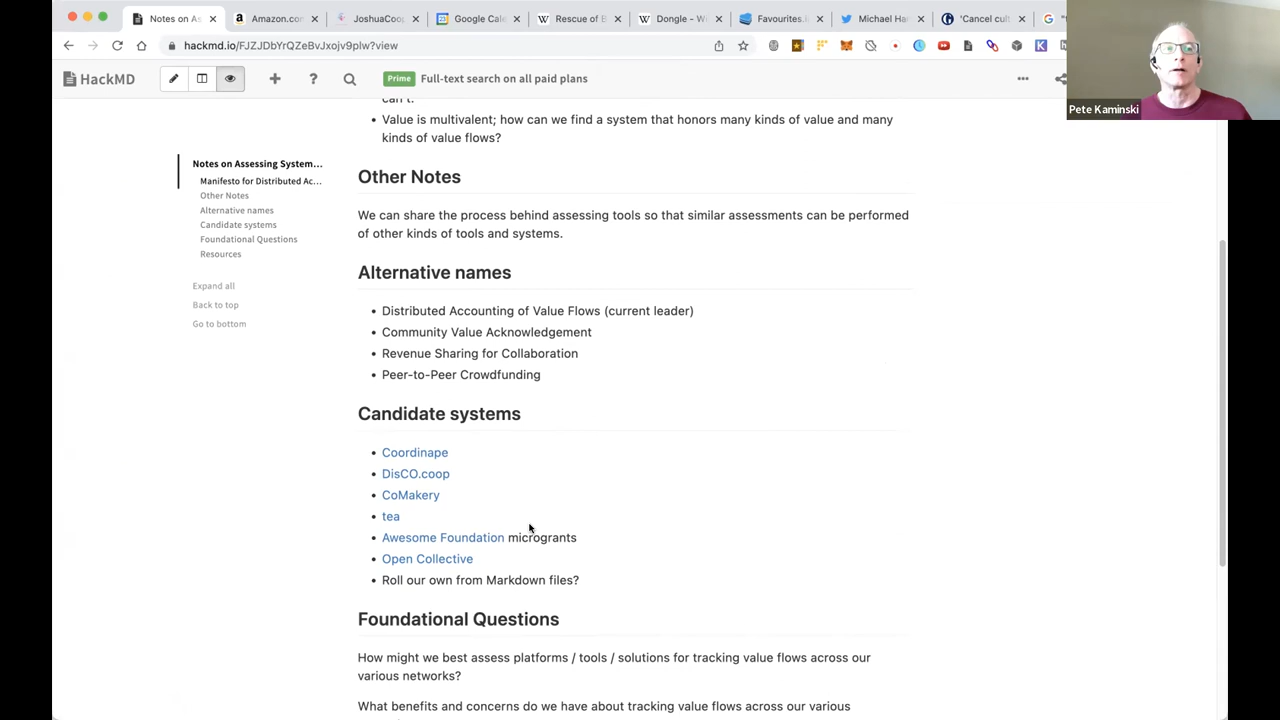 Notes on As
Amazon.co
JoshuaCoo
Google Cale
Rescue of B
Dongle - Wi
Favourites.
Michael Ha
'Cancel cult
hackmd.io/FJZJDbYrQZeBvJxojv9plw?view
HackMD
Prime Full-text search on all paid plans
Pete Kaminski
can't.
Value is multivalent; how can we find a system that honors many kinds of value and many
kinds of value flows?
Notes on Assessing System...
Manifesto for Distributed Ac...
Other Notes
Alternative names
Candidate systems
Foundational Questions
Resources
Expand all
Back to top
Go to bottom
Other Notes
We can share the process behind assessing tools so that similar assessments can be performed
of other kinds of tools and systems.
Alternative names
Distributed Accounting of Value Flows (current leader)
Community Value Acknowledgement
Revenue Sharing for Collaboration
Peer-to-Peer Crowdfunding
Candidate systems
Coordinape
DisCO.coop
CoMakery
tea
Awesome Foundation microgrants
Open Collective
Roll our own from Markdown files?
Foundational Questions
How might we best assess platforms / tools / solutions for tracking value flows across our
various networks?
What benefits and concerns do we have about tracking value flows across our various